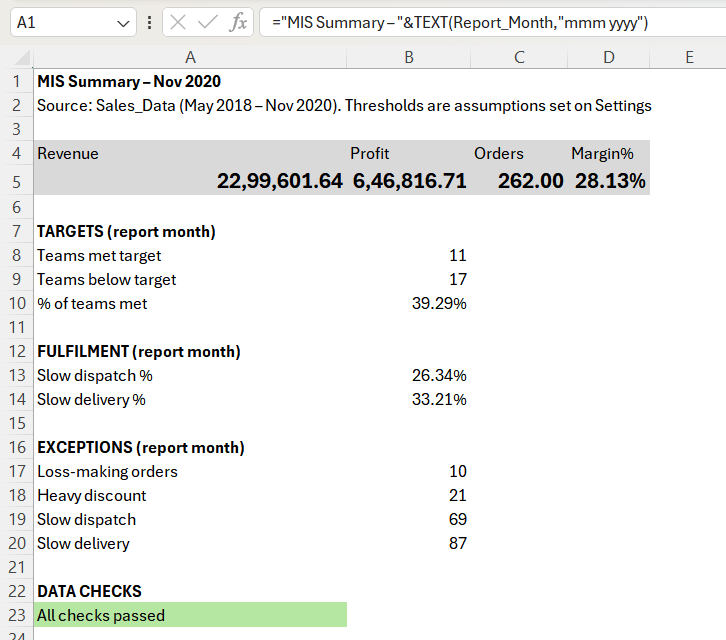 A1 fx ="MIS Summary – "&TEXT(Report_Month,"mmm yyyy")
A B C D E
1 MIS Summary – Nov 2020
2 Source: Sales_Data (May 2018 – Nov 2020). Thresholds are assumptions set on Settings
3
4 Revenue Profit Orders Margin%
5 22,99,601.64 6,46,816.71 262.00 28.13%
6
7 TARGETS (report month)
8 Teams met target 11
9 Teams below target 17
10 % of teams met 39.29%
11
12 FULFILMENT (report month)
13 Slow dispatch % 26.34%
14 Slow delivery % 33.21%
15
16 EXCEPTIONS (report month)
17 Loss-making orders 10
18 Heavy discount 21
19 Slow dispatch 69
20 Slow delivery 87
21
22 DATA CHECKS
23 All checks passed
24